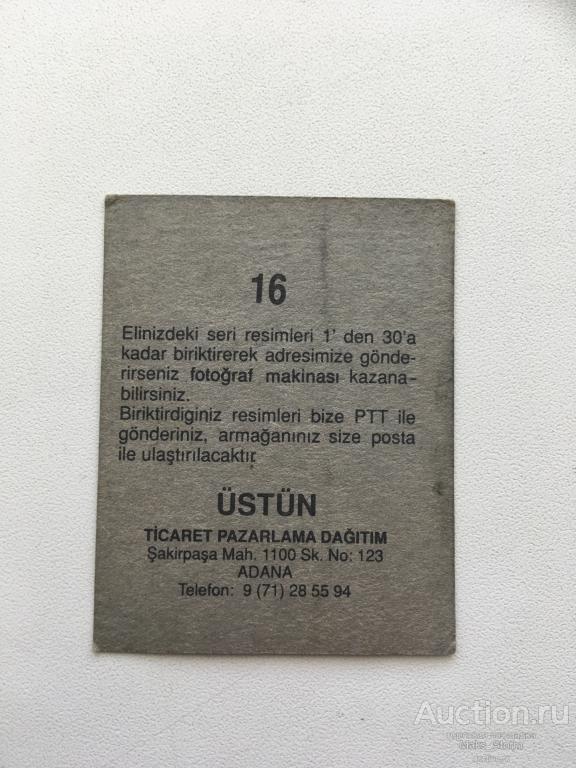 16
Elinizdeki seri resimleri 1' den 30'a
kadar biriktirerek adresimize gönde-
rirseniz fotoğraf makinası kazana-
bilirsiniz.
Biriktirdiginiz resimleri bize PTT ile
gönderiniz, armağanınız size posta
ile ulaştırılacaktır.
ÜSTÜN
TİCARET PAZARLAMA DAĞITIM
Şakirpaşa Mah. 1100 Sk. No: 123
ADANA
Telefon: 9 (71) 28 55 94
Auction.ru